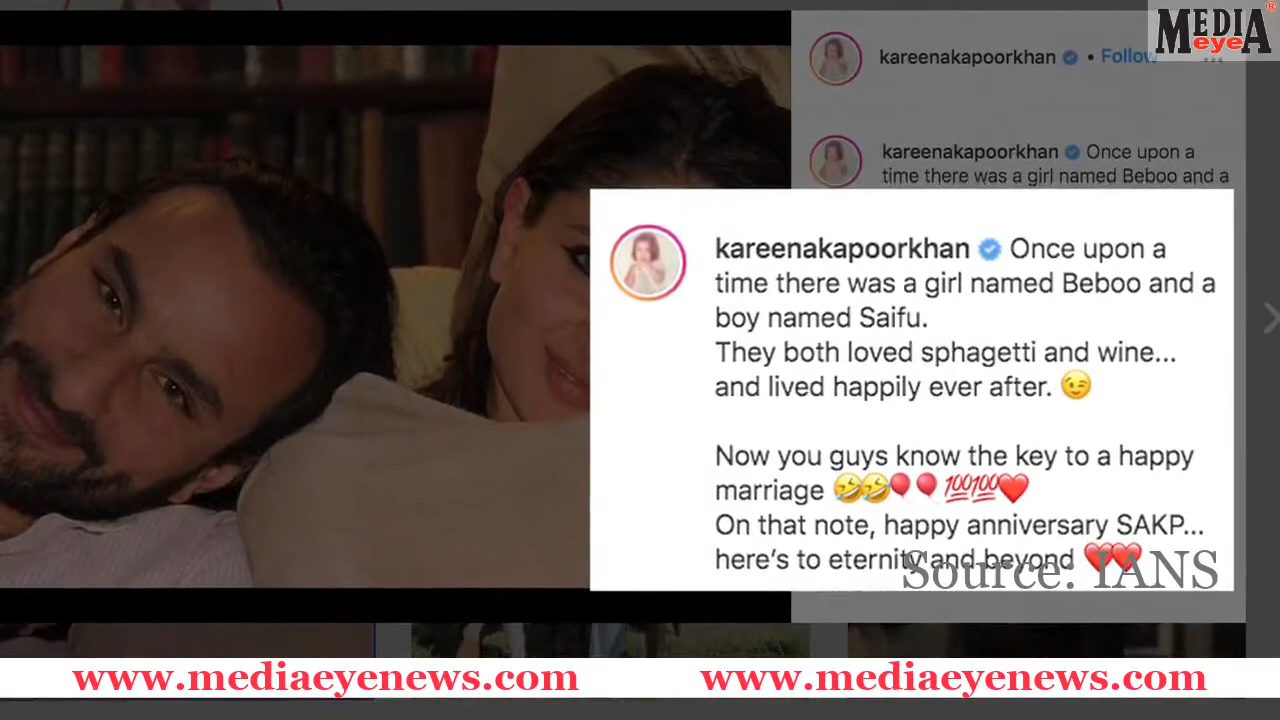 MEDIA
eye
kareenakapoorkhan • Follow
kareenakapoorkhan Once upon a
time there was a girl named Beboo and a
kareenakapoorkhan Once upon a
time there was a girl named Beboo and a
boy named Saifu.
They both loved sphagetti and wine...
and lived happily ever after. 😉
Now you guys know the key to a happy
marriage 🤣🤣🎈🎈💯💯❤️
On that note, happy anniversary SAKP...
here's to eternity and beyond ❤️❤️
Source: IANS
www.mediaeyenews.com
www.mediaeyenews.com